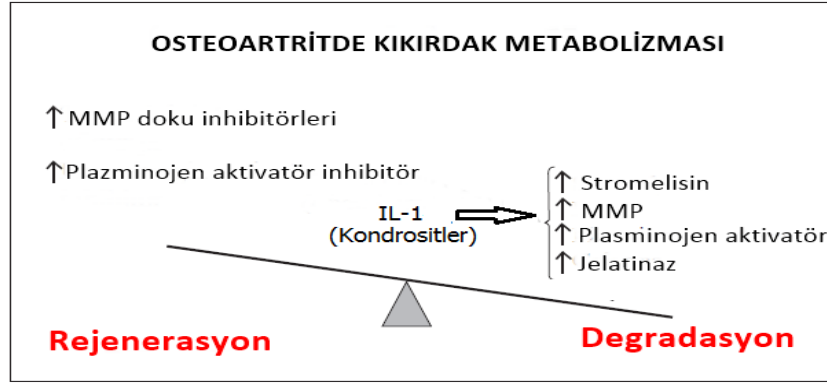 OSTEOARTRİTDE KIKIRDAK METABOLİZMASI
↑ MMP doku inhibitörleri
↑ Plazminojen aktivatör inhibitör
IL-1
(Kondrositler)
↑ Stromelisin
↑ MMP
↑ Plasminojen aktivatör
↑ Jelatinaz
Rejenerasyon
Degradasyon